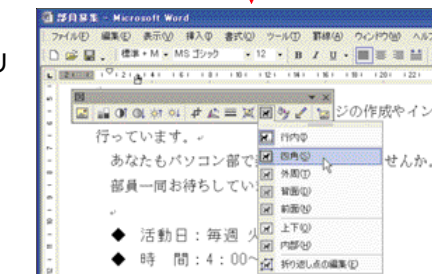 部員募集 - Microsoft Word
ファイル(F) 編集(E) 表示(V) 挿入(I) 書式(O) ツール(T) 罫線(A) ウィンドウ(W) ヘル
標準 + M MS ゴシック 12 B I U
り
図
ジの作成やイン
行っています。
行内(I)
あなたもパソコン部で
四角(Q)
せんか。
外周(T)
部員一同お待ちしてい
背面(D)
前面(N)
上下(O)
◆ 活動日：毎週 火
内部(H)
◆ 時 間：4：00～
折り返し点の編集(E)